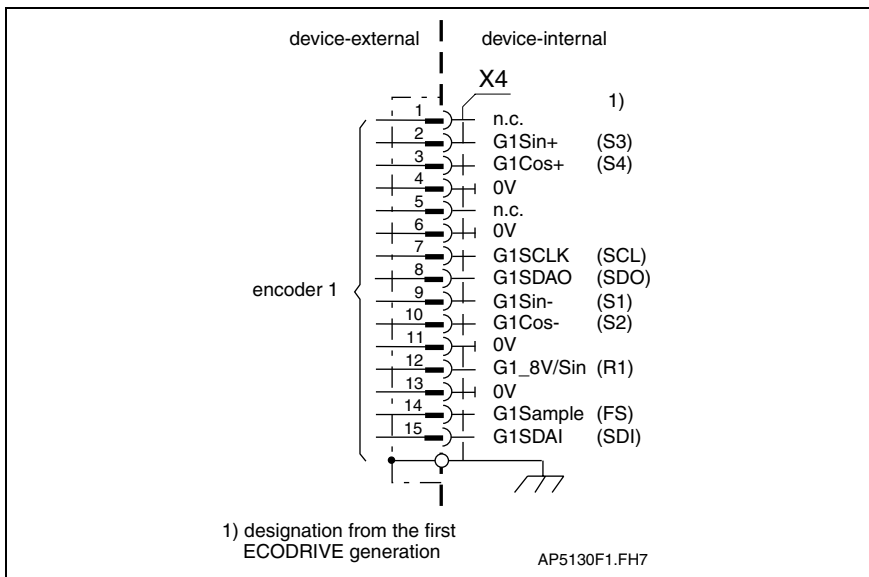 device-external device-internal
X4
1)
1 n.c.
2 G1Sin+ (S3)
3 G1Cos+ (S4)
4 0V
5 n.c.
6 0V
7 G1SCLK (SCL)
8 G1SDAO (SDO)
encoder 1
9 G1Sin- (S1)
10 G1Cos- (S2)
11 0V
12 G1_8V/Sin (R1)
13 0V
14 G1Sample (FS)
15 G1SDAI (SDI)
1) designation from the first
ECODRIVE generation
AP5130F1.FH7